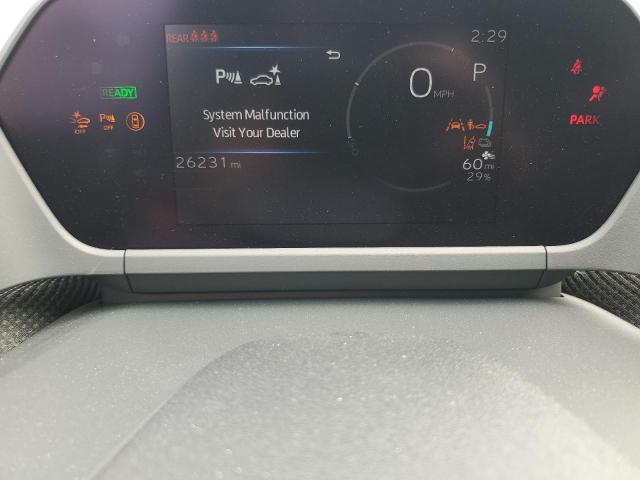 REAR
2:29
P
P
0 MPH
READY
System Malfunction
Visit Your Dealer
OFF
P OFF
PARK
26231 mi
60 mi
29%